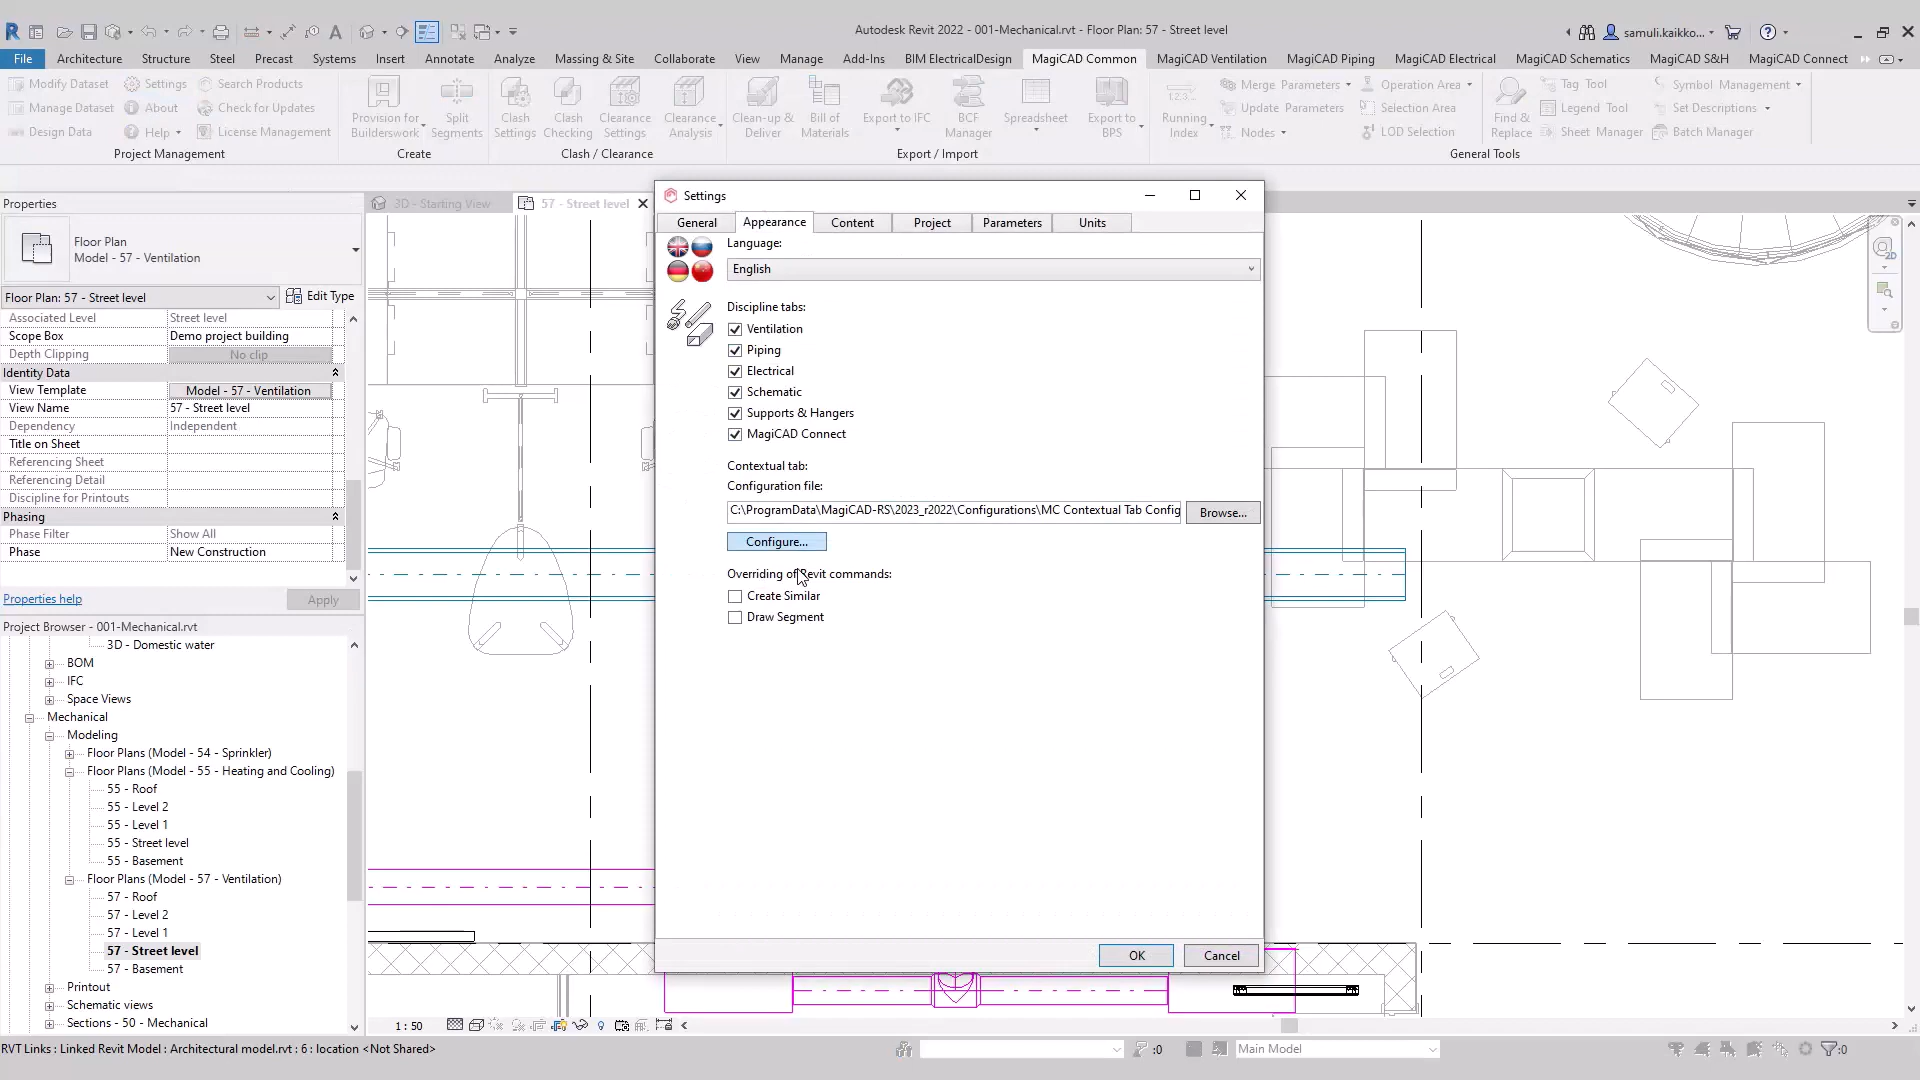 Autodesk Revit 2022 - 001-Mechanical.rvt - Floor Plan: 57 - Street level
samuli.kaikko...
File Architecture Structure Steel Precast Systems Insert Annotate Analyze Massing & Site Collaborate View Manage Add-Ins BIM ElectricalDesign MagiCAD Common MagiCAD Ventilation MagiCAD Piping MagiCAD Electrical MagiCAD Schematics MagiCAD S&H MagiCAD Connect
Modify Dataset Settings Search Products
Manage Dataset About Check for Updates
Design Data Help License Management
Project Management
Provision for
Builderswork
Split
Segments
Create
Clash
Settings
Clash
Checking
Clearance
Settings
Clearance
Analysis
Clash / Clearance
Clean-up &
Deliver
Bill of
Materials
Export to IFC
BCF
Manager
Spreadsheet
Export to
BPS
Export / Import
Running
Index
Merge Parameters
Update Parameters
Nodes
Operation Area
Selection Area
LOD Selection
Find &
Replace
Tag Tool
Legend Tool
Sheet Manager
Symbol Management
Set Descriptions
Batch Manager
General Tools
Properties
Floor Plan
Model - 57 - Ventilation
Floor Plan: 57 - Street level
Edit Type
Associated Level Street level
Scope Box Demo project building
Depth Clipping No clip
Identity Data
View Template Model - 57 - Ventilation
View Name 57 - Street level
Dependency Independent
Title on Sheet
Referencing Sheet
Referencing Detail
Discipline for Printouts
Phasing
Phase Filter Show All
Phase New Construction
Properties help
Apply
Project Browser - 001-Mechanical.rvt
3D - Domestic water
BOM
IFC
Space Views
Mechanical
Modeling
Floor Plans (Model - 54 - Sprinkler)
Floor Plans (Model - 55 - Heating and Cooling)
55 - Roof
55 - Level 2
55 - Level 1
55 - Street level
55 - Basement
Floor Plans (Model - 57 - Ventilation)
57 - Roof
57 - Level 2
57 - Level 1
57 - Street level
57 - Basement
Printout
Schematic views
Sections - 50 - Mechanical
3D - Starting View
57 - Street level
2D
Settings
General Appearance Content Project Parameters Units
Language:
English
Discipline tabs:
Ventilation
Piping
Electrical
Schematic
Supports & Hangers
MagiCAD Connect
Contextual tab:
Configuration file:
C:\ProgramData\MagiCAD-RS\2023_r2022\Configurations\MC Contextual Tab Config
Browse...
Configure...
Overriding of Revit commands:
Create Similar
Draw Segment
OK
Cancel
1 : 50
RVT Links : Linked Revit Model : Architectural model.rvt : 6 : location <Not Shared>
:0
Main Model
:0